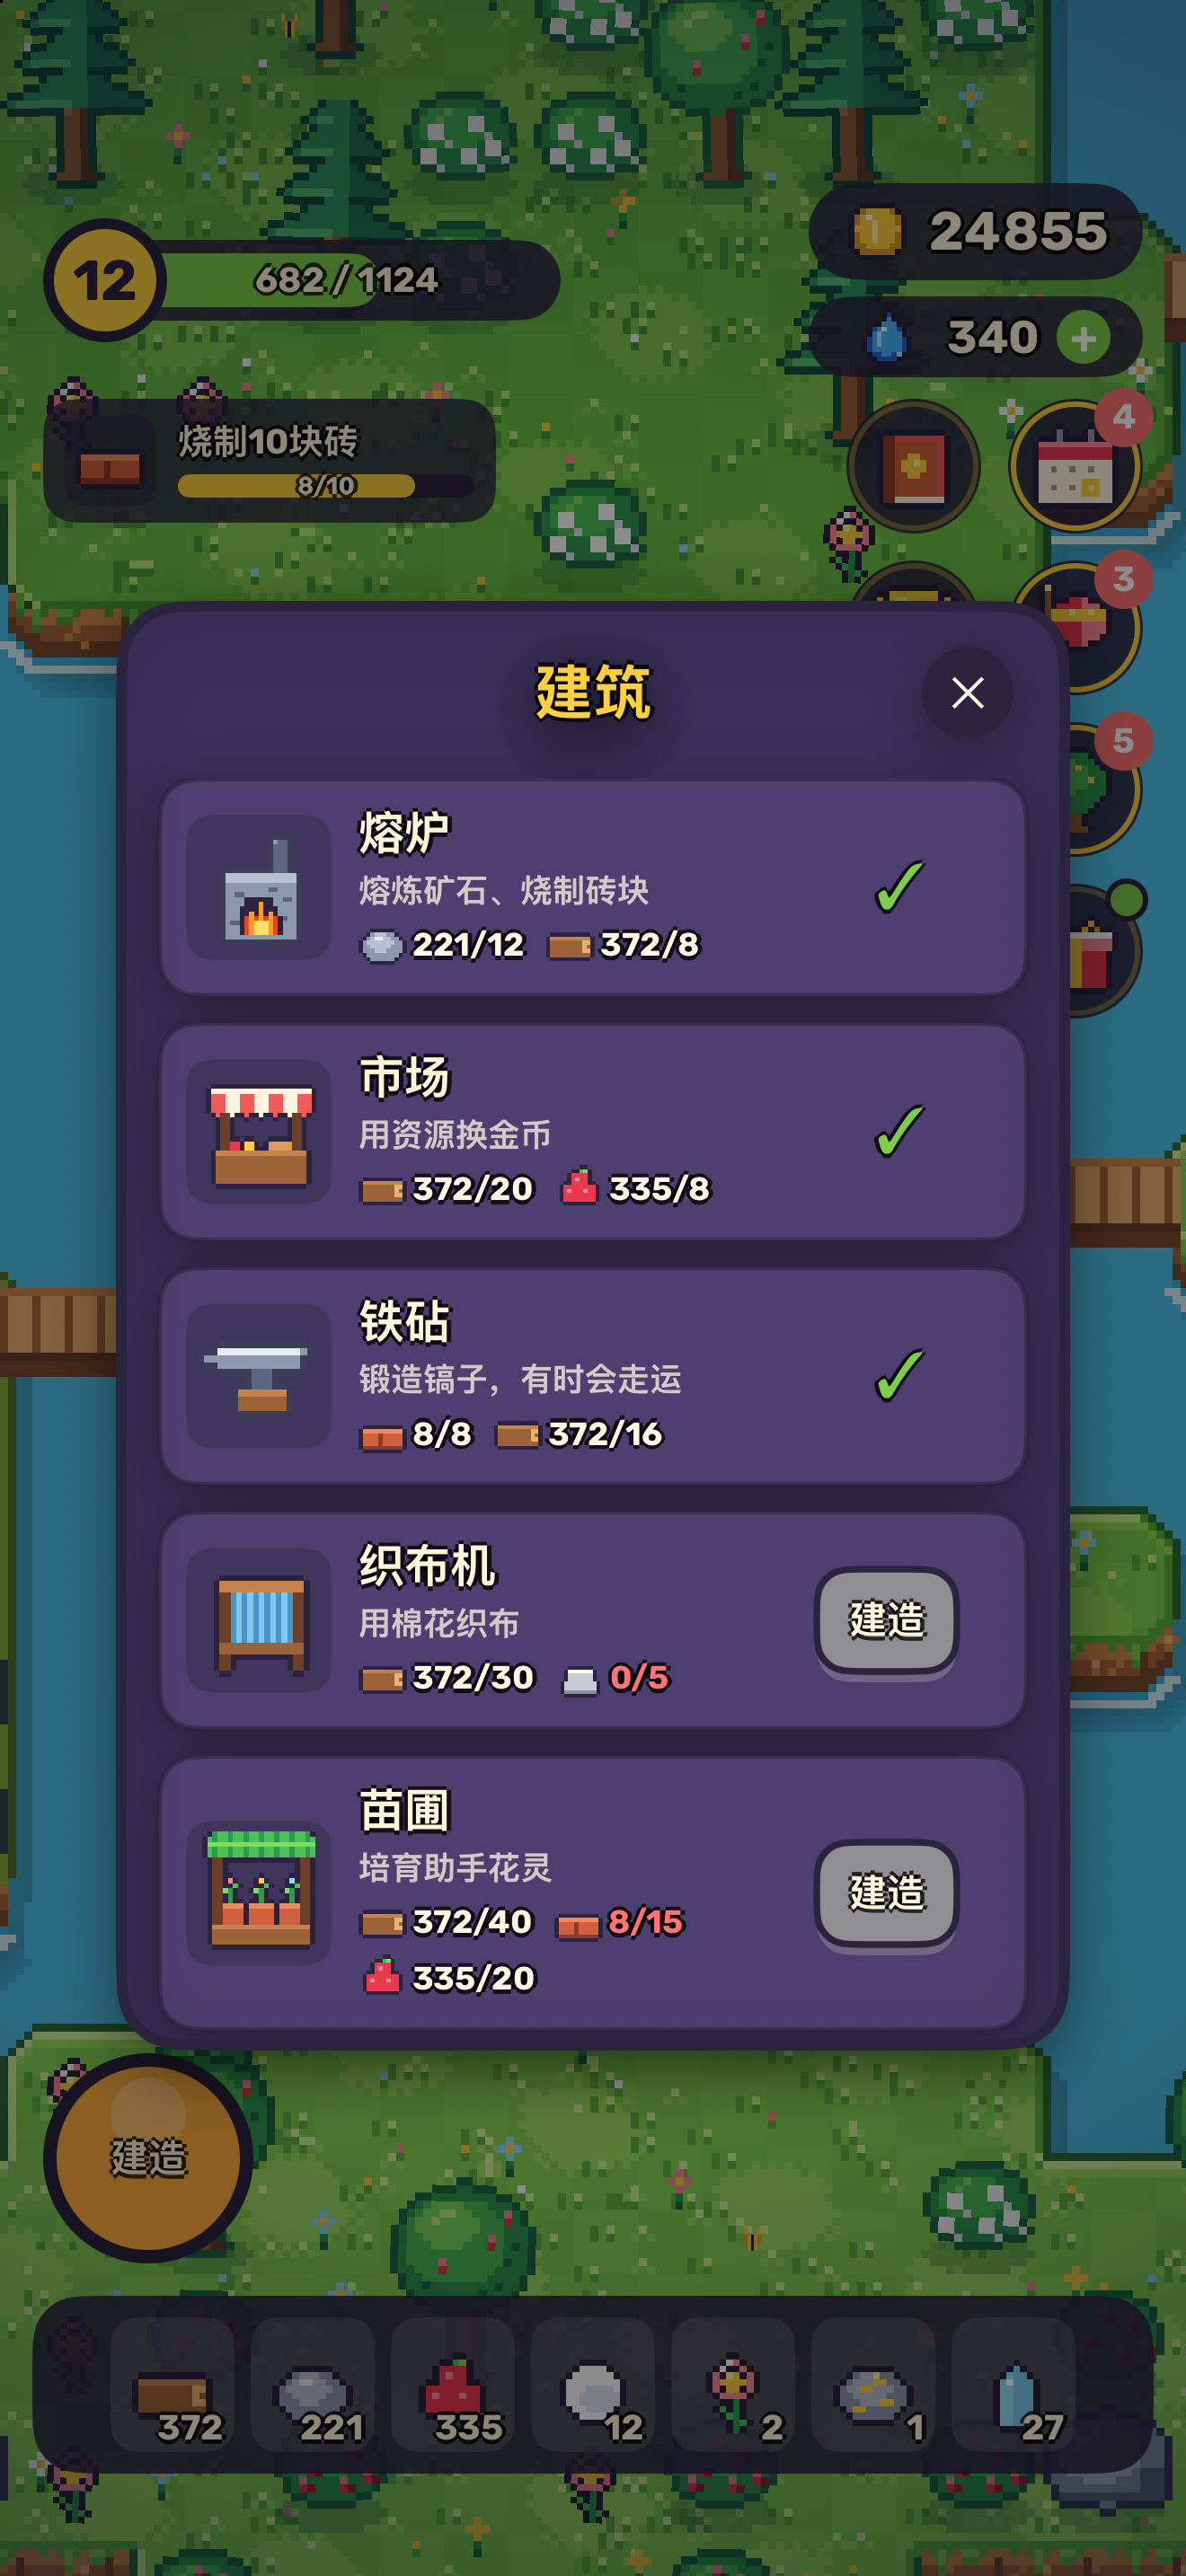 24855
12
682 / 1124
340 +
烧制10块砖
8/10
4
3
5
建筑
熔炉
熔炼矿石、烧制砖块
221/12 372/8
✓
市场
用资源换金币
372/20 335/8
✓
铁砧
锻造镐子，有时会走运
8/8 372/16
✓
织布机
用棉花织布
372/30 0/5
建造
苗圃
培育助手花灵
372/40 8/15
335/20
建造
建造
372 221 335 12 2 1 27